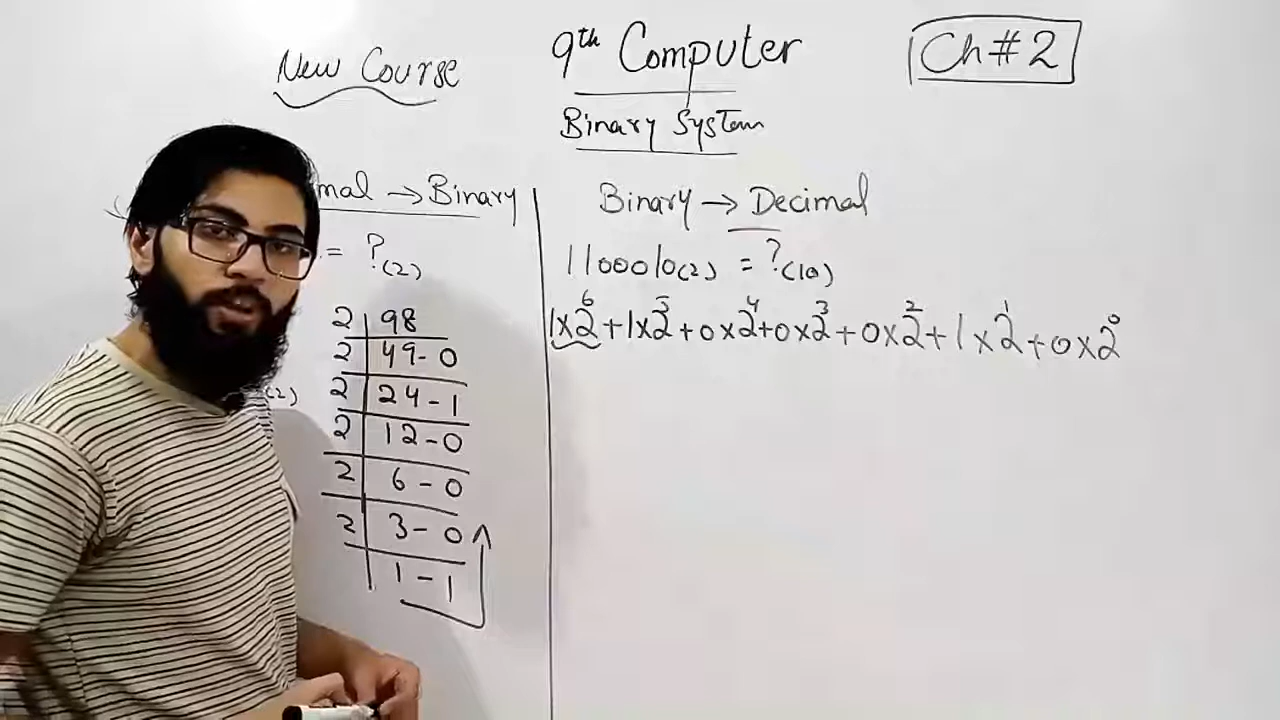 New Course
9th Computer
Ch # 2
Binary System
mal → Binary
= ?(2)
(2)
2 | 98
2 | 49 - 0
2 | 24 - 1
2 | 12 - 0
2 | 6 - 0
2 | 3 - 0
1 - 1
Binary → Decimal
1100010(2) = ?(10)
1×2⁶ + 1×2⁵ + 0×2⁴ + 0×2³ + 0×2² + 1×2¹ + 0×2⁰